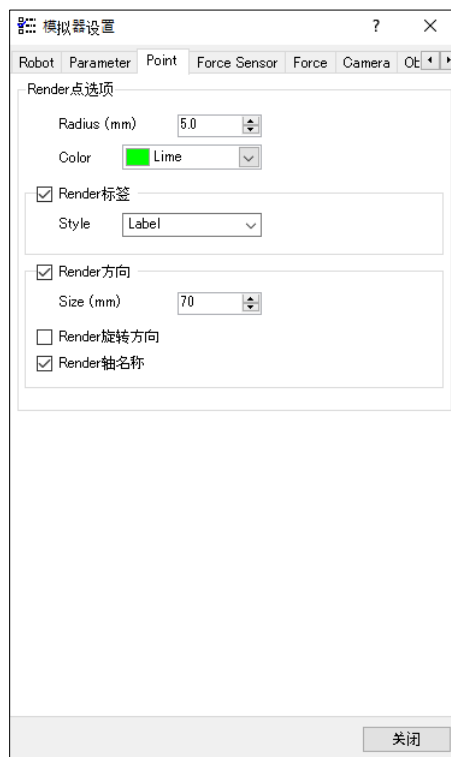 模拟器设置
?
Robot Parameter Point Force Sensor Force Camera
Render点选项
Radius (mm) 5.0
Color Lime
Render标签
Style Label
Render方向
Size (mm) 70
Render旋转方向
Render轴名称
关闭